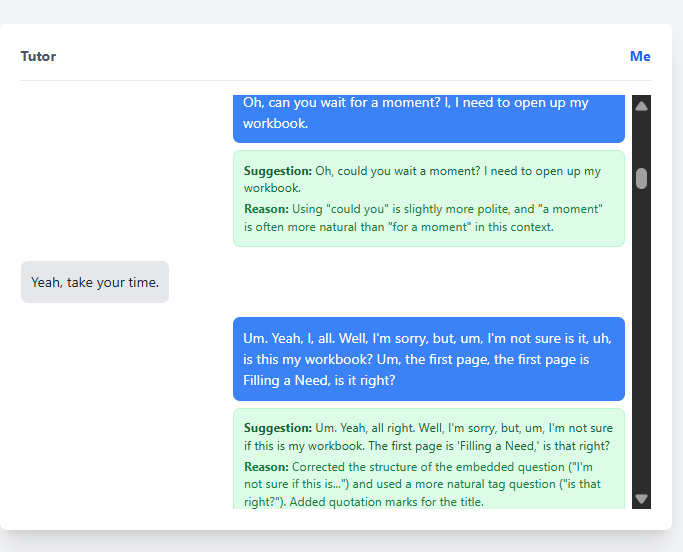 Tutor
Me
Oh, can you wait for a moment? I, I need to open up my
workbook.
Suggestion: Oh, could you wait a moment? I need to open up my
workbook.
Reason: Using "could you" is slightly more polite, and "a moment"
is often more natural than "for a moment" in this context.
Yeah, take your time.
Um. Yeah, I, all. Well, I'm sorry, but, um, I'm not sure is it, uh,
is this my workbook? Um, the first page, the first page is
Filling a Need, is it right?
Suggestion: Um. Yeah, all right. Well, I'm sorry, but, um, I'm not sure
if this is my workbook. The first page is 'Filling a Need,' is that right?
Reason: Corrected the structure of the embedded question ("I'm
not sure if this is...") and used a more natural tag question ("is that
right?"). Added quotation marks for the title.